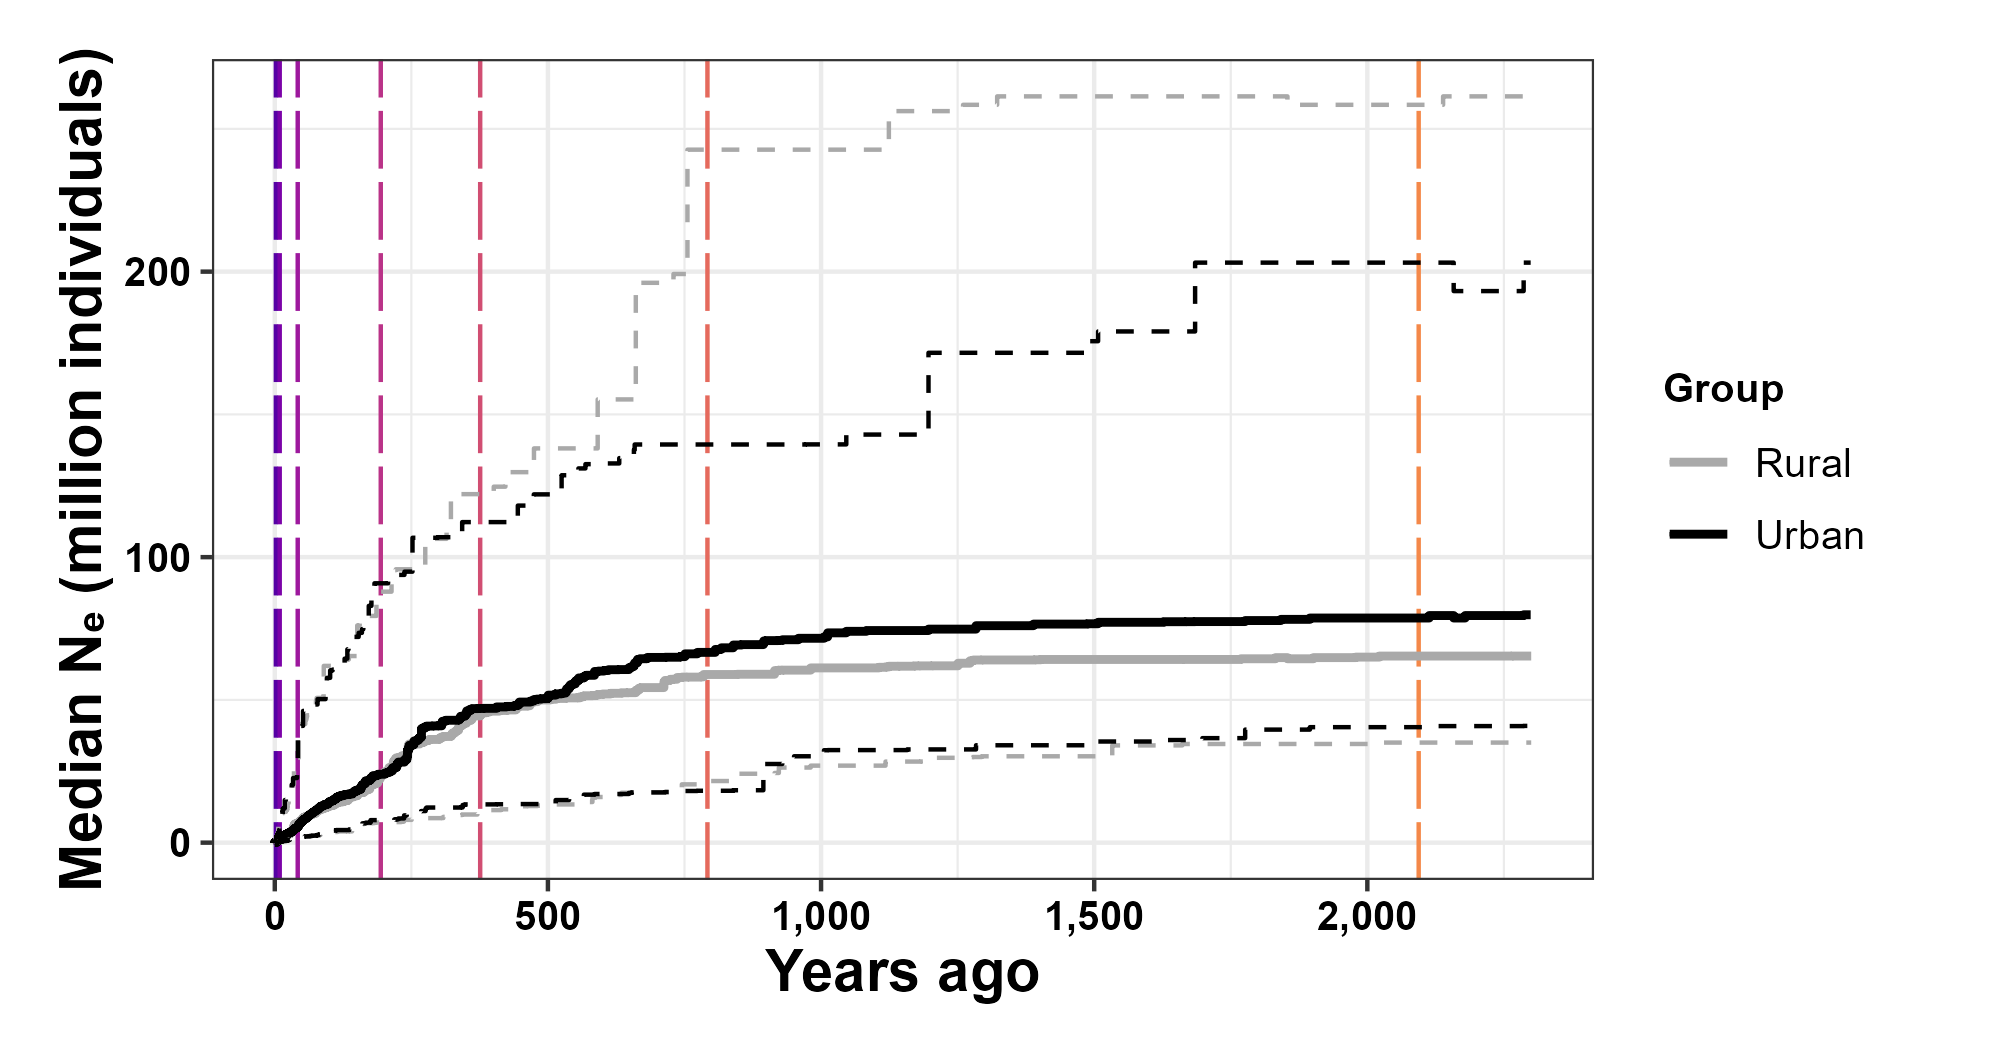 Median Ne (million individuals)
200
100
0
0 500 1,000 1,500 2,000
Years ago
Group
Rural
Urban